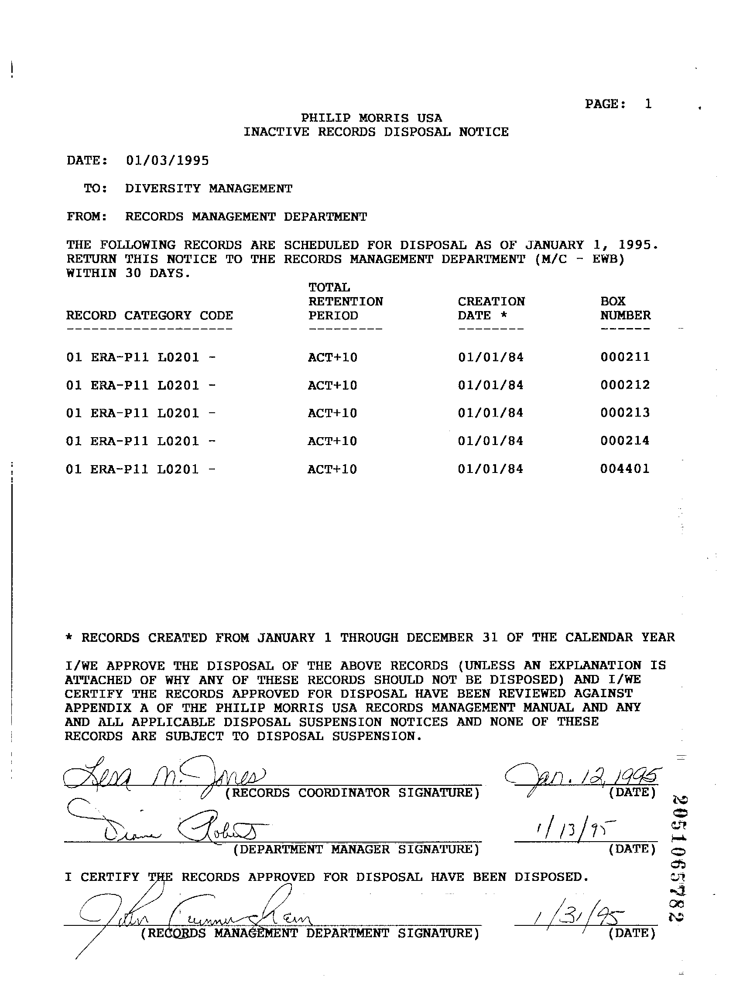 PAGE: 1
PHILIP MORRIS USA
INACTIVE RECORDS DISPOSAL NOTICE
DATE: 01/03/1995
TO: DIVERSITY MANAGEMENT
FROM: RECORDS MANAGEMENT DEPARTMENT
THE FOLLOWING RECORDS ARE SCHEDULED FOR DISPOSAL AS OF JANUARY 1, 1995.
RETURN THIS NOTICE TO THE RECORDS MANAGEMENT DEPARTMENT (M/C - EWB)
WITHIN 30 DAYS.
TOTAL
RETENTION CREATION BOX
RECORD CATEGORY CODE PERIOD DATE * NUMBER
01 ERA-P11 L0201 - ACT+10 01/01/84 000211
01 ERA-P11 L0201 - ACT+10 01/01/84 000212
01 ERA-P11 L0201 - ACT+10 01/01/84 000213
01 ERA-P11 L0201 - ACT+10 01/01/84 000214
01 ERA-P11 L0201 - ACT+10 01/01/84 004401
* RECORDS CREATED FROM JANUARY 1 THROUGH DECEMBER 31 OF THE CALENDAR YEAR
I/WE APPROVE THE DISPOSAL OF THE ABOVE RECORDS (UNLESS AN EXPLANATION IS
ATTACHED OF WHY ANY OF THESE RECORDS SHOULD NOT BE DISPOSED) AND I/WE
CERTIFY THE RECORDS APPROVED FOR DISPOSAL HAVE BEEN REVIEWED AGAINST
APPENDIX A OF THE PHILIP MORRIS USA RECORDS MANAGEMENT MANUAL AND ANY
AND ALL APPLICABLE DISPOSAL SUSPENSION NOTICES AND NONE OF THESE
RECORDS ARE SUBJECT TO DISPOSAL SUSPENSION.
Lesa M. Jones Jan. 12, 1995
(RECORDS COORDINATOR SIGNATURE) (DATE)
Diane Roberts 1/13/95
(DEPARTMENT MANAGER SIGNATURE) (DATE)
I CERTIFY THE RECORDS APPROVED FOR DISPOSAL HAVE BEEN DISPOSED.
John Cunningham 1/31/95
(RECORDS MANAGEMENT DEPARTMENT SIGNATURE) (DATE)
2051065782